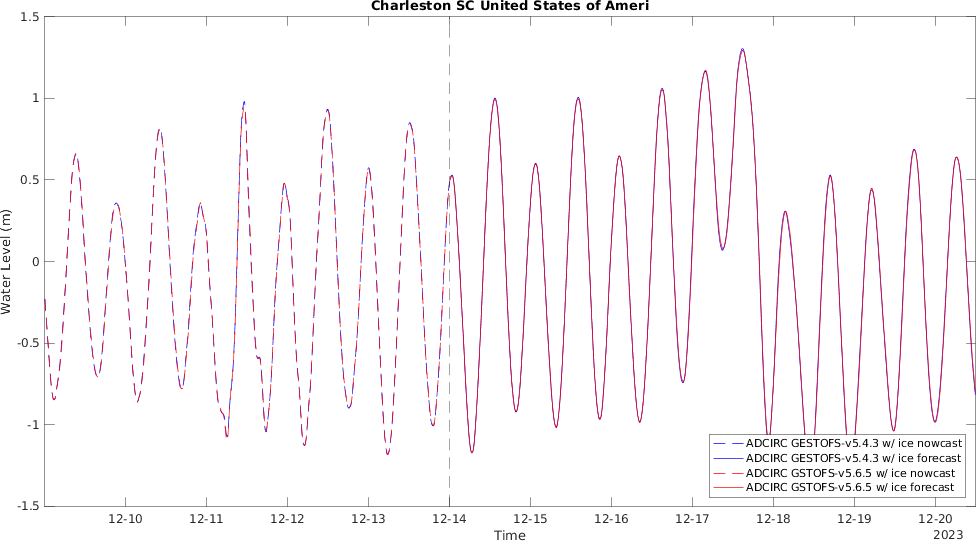 Charleston SC United States of Ameri
1.5
1
0.5
0
-0.5
-1
-1.5
Water Level (m)
ADCIRC GESTOFS-v5.4.3 w/ ice nowcast
ADCIRC GESTOFS-v5.4.3 w/ ice forecast
ADCIRC GSTOFS-v5.6.5 w/ ice nowcast
ADCIRC GSTOFS-v5.6.5 w/ ice forecast
12-10 12-11 12-12 12-13 12-14 12-15 12-16 12-17 12-18 12-19 12-20
2023
Time